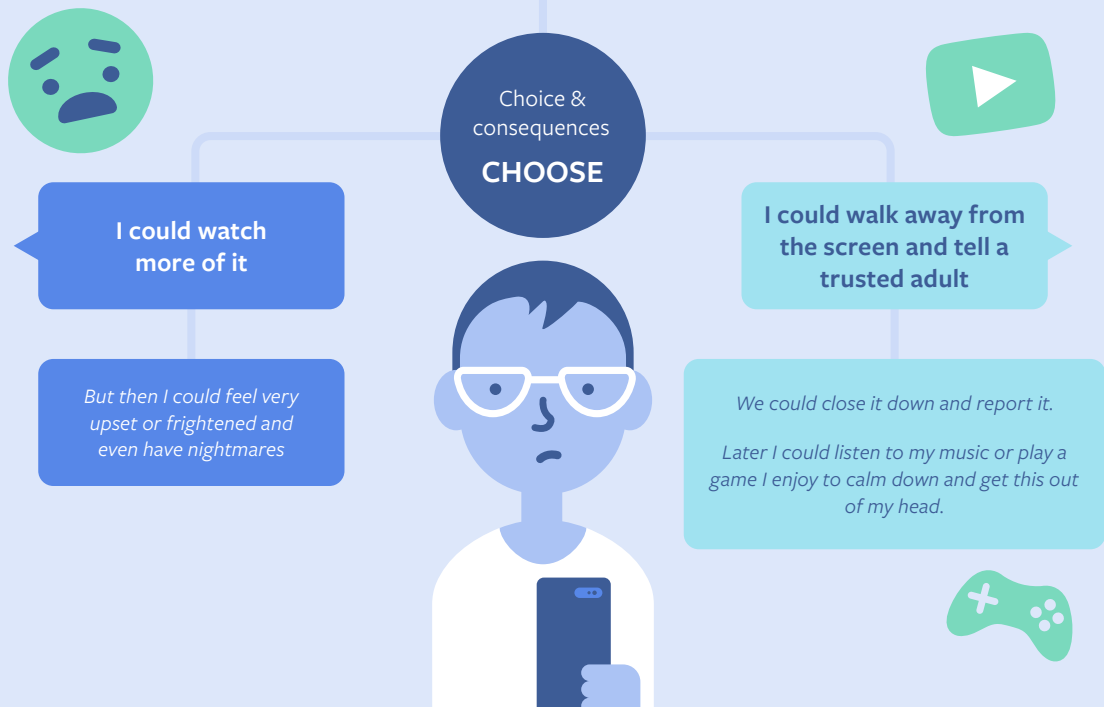 Choice &
consequences
CHOOSE
I could watch
more of it
But then I could feel very
upset or frightened and
even have nightmares
I could walk away from
the screen and tell a
trusted adult
We could close it down and report it.
Later I could listen to my music or play a
game I enjoy to calm down and get this out
of my head.